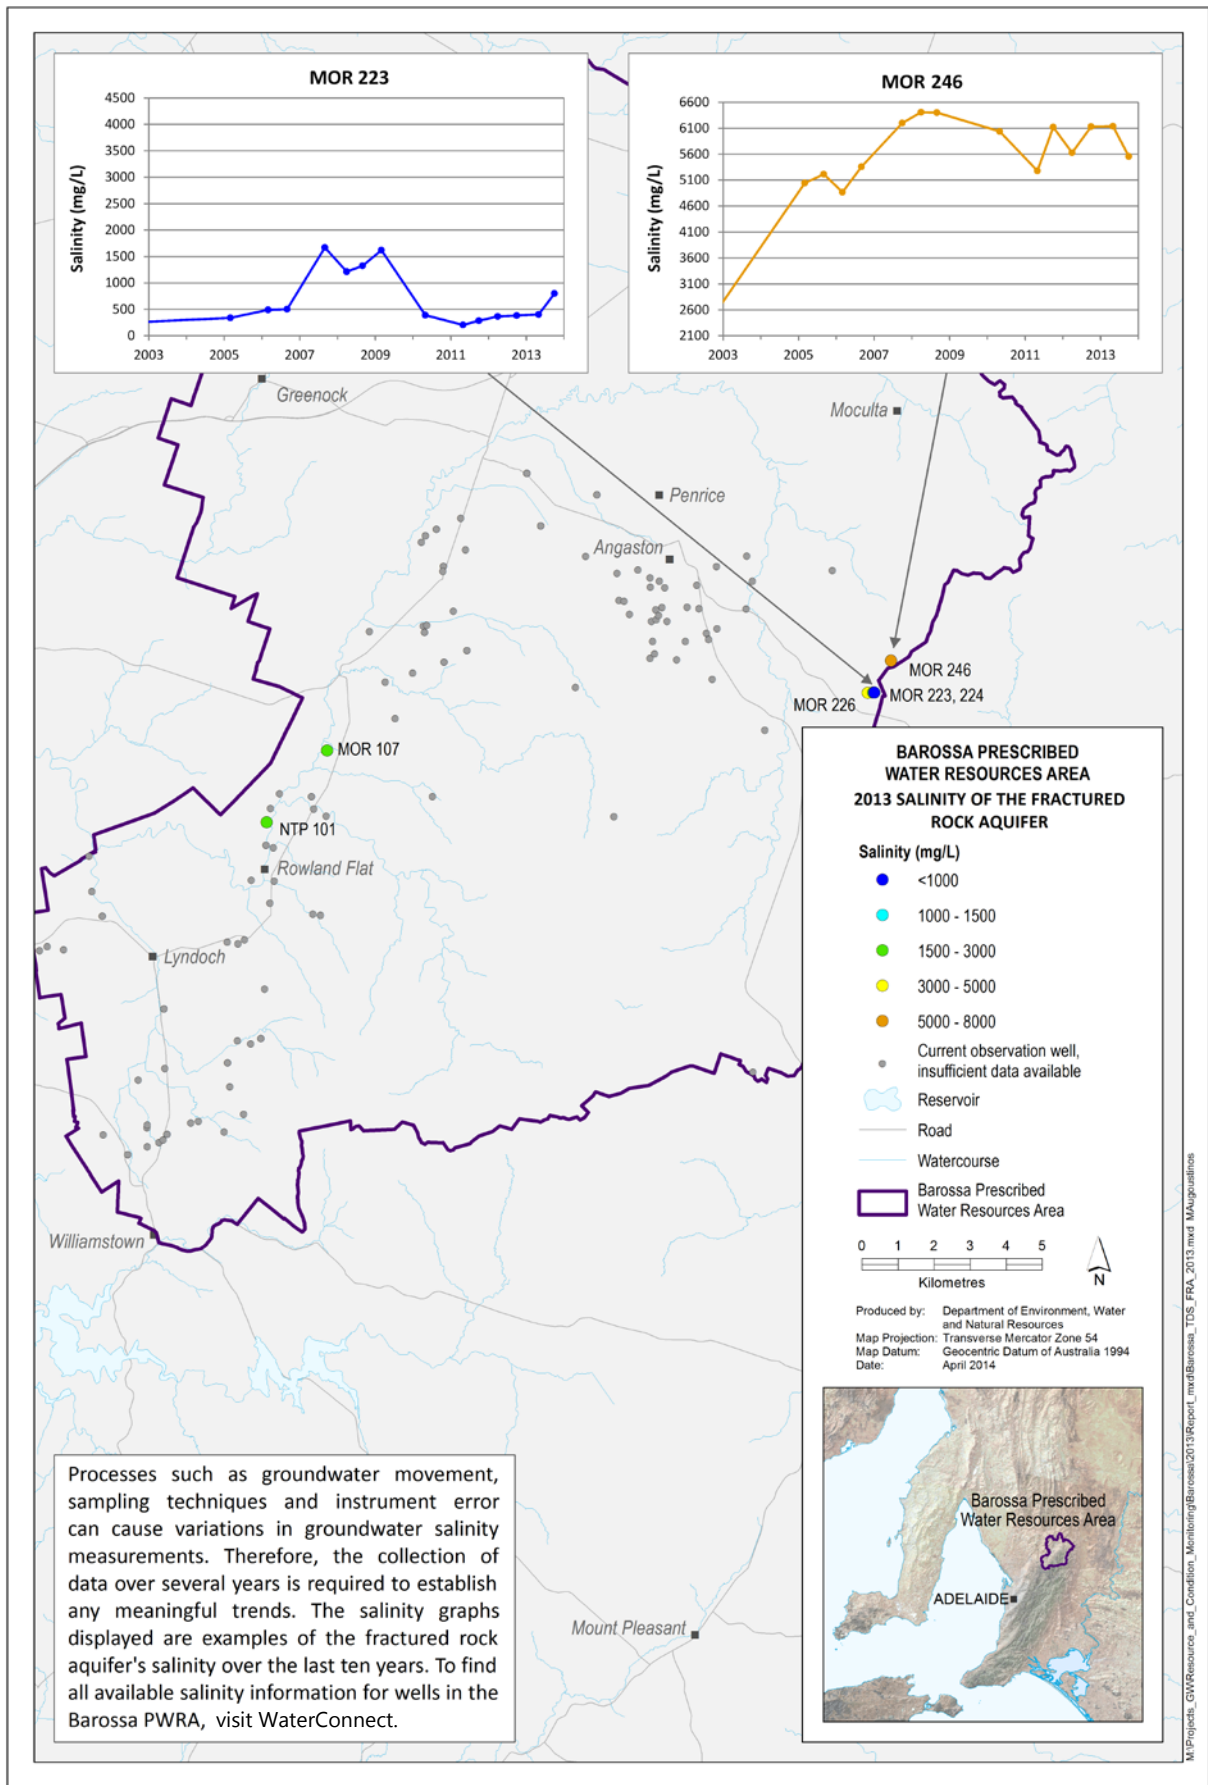 MOR 223
4500
4000
3500
3000
2500
2000
1500
1000
500
0
Salinity (mg/L)
2003 2005 2007 2009 2011 2013
MOR 246
6600
6100
5600
5100
4600
4100
3600
3100
2600
2100
Salinity (mg/L)
2003 2005 2007 2009 2011 2013
Greenock
Moculta
Penrice
Angaston
MOR 246
MOR 226
MOR 223, 224
MOR 107
NTP 101
Rowland Flat
Lyndoch
Williamstown
Mount Pleasant
BAROSSA PRESCRIBED
WATER RESOURCES AREA
2013 SALINITY OF THE FRACTURED
ROCK AQUIFER
Salinity (mg/L)
<1000
1000 - 1500
1500 - 3000
3000 - 5000
5000 - 8000
Current observation well,
insufficient data available
Reservoir
Road
Watercourse
Barossa Prescribed
Water Resources Area
0 1 2 3 4 5
Kilometres
N
Produced by: Department of Environment, Water
and Natural Resources
Map Projection: Transverse Mercator Zone 54
Map Datum: Geocentric Datum of Australia 1994
Date: April 2014
Barossa Prescribed
Water Resources Area
ADELAIDE
Processes such as groundwater movement,
sampling techniques and instrument error
can cause variations in groundwater salinity
measurements. Therefore, the collection of
data over several years is required to establish
any meaningful trends. The salinity graphs
displayed are examples of the fractured rock
aquifer's salinity over the last ten years. To find
all available salinity information for wells in the
Barossa PWRA, visit WaterConnect.
M:\Projects_GW\Resource_and_Condition_Monitoring\Barossa\2013\Report_mxd\Barossa_TDS_FRA_2013.mxd MAugoustinos